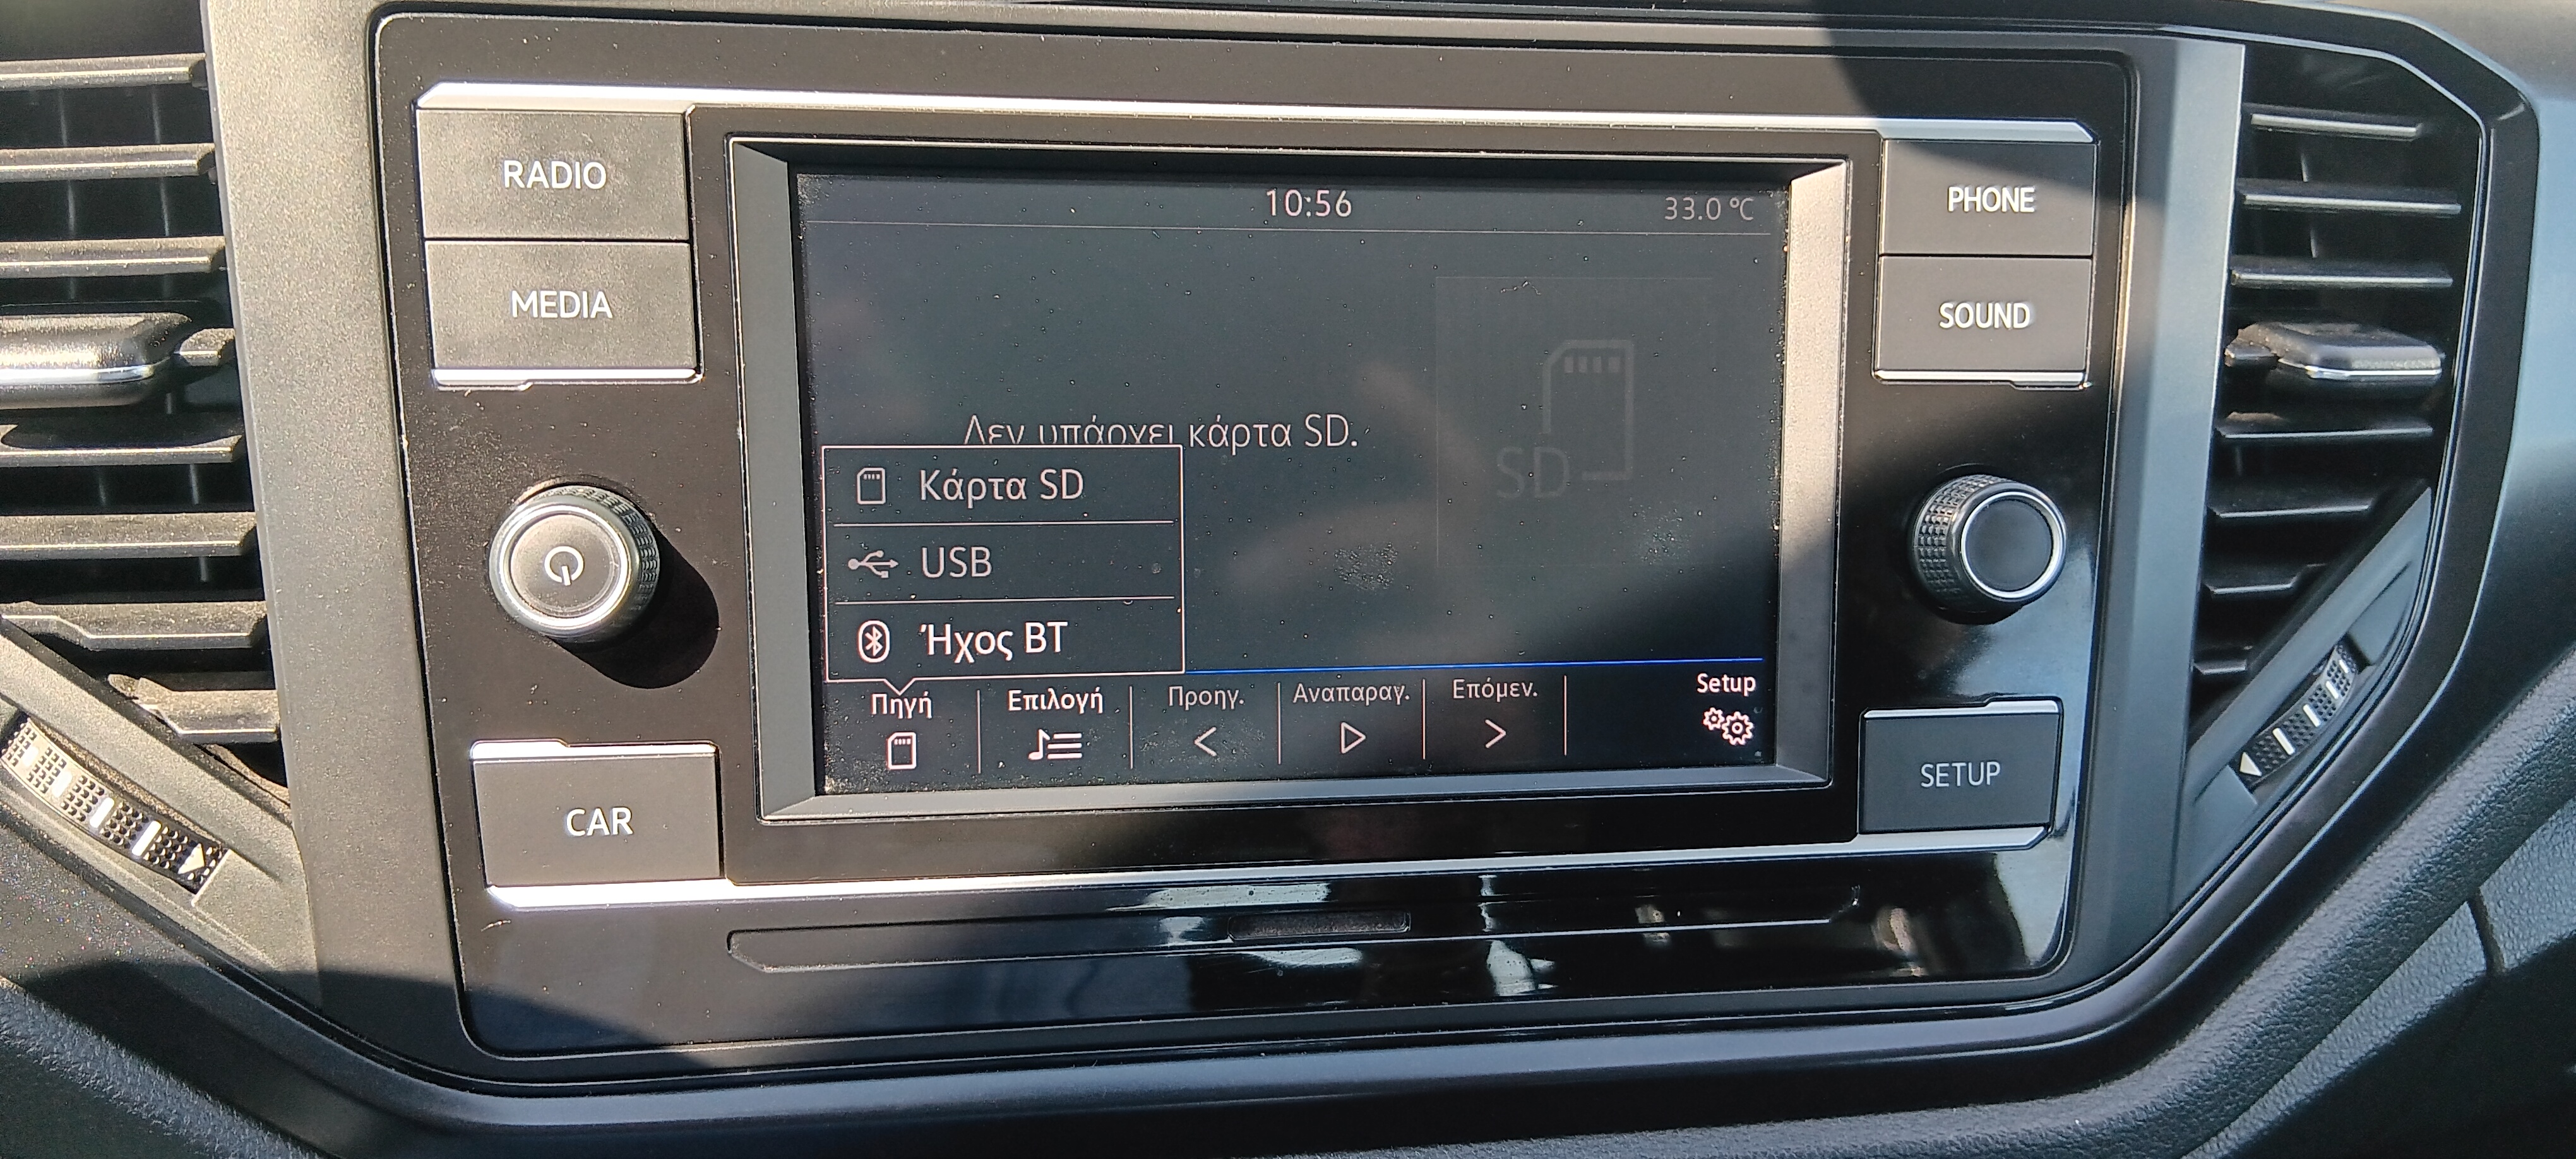 RADIO
MEDIA
CAR
10:56
33.0 °C
Δεν υπάρχει κάρτα SD.
SD
Κάρτα SD
USB
Ήχος BT
Πηγή
Επιλογή
Προηγ.
Αναπαραγ.
Επόμεν.
Setup
PHONE
SOUND
SETUP